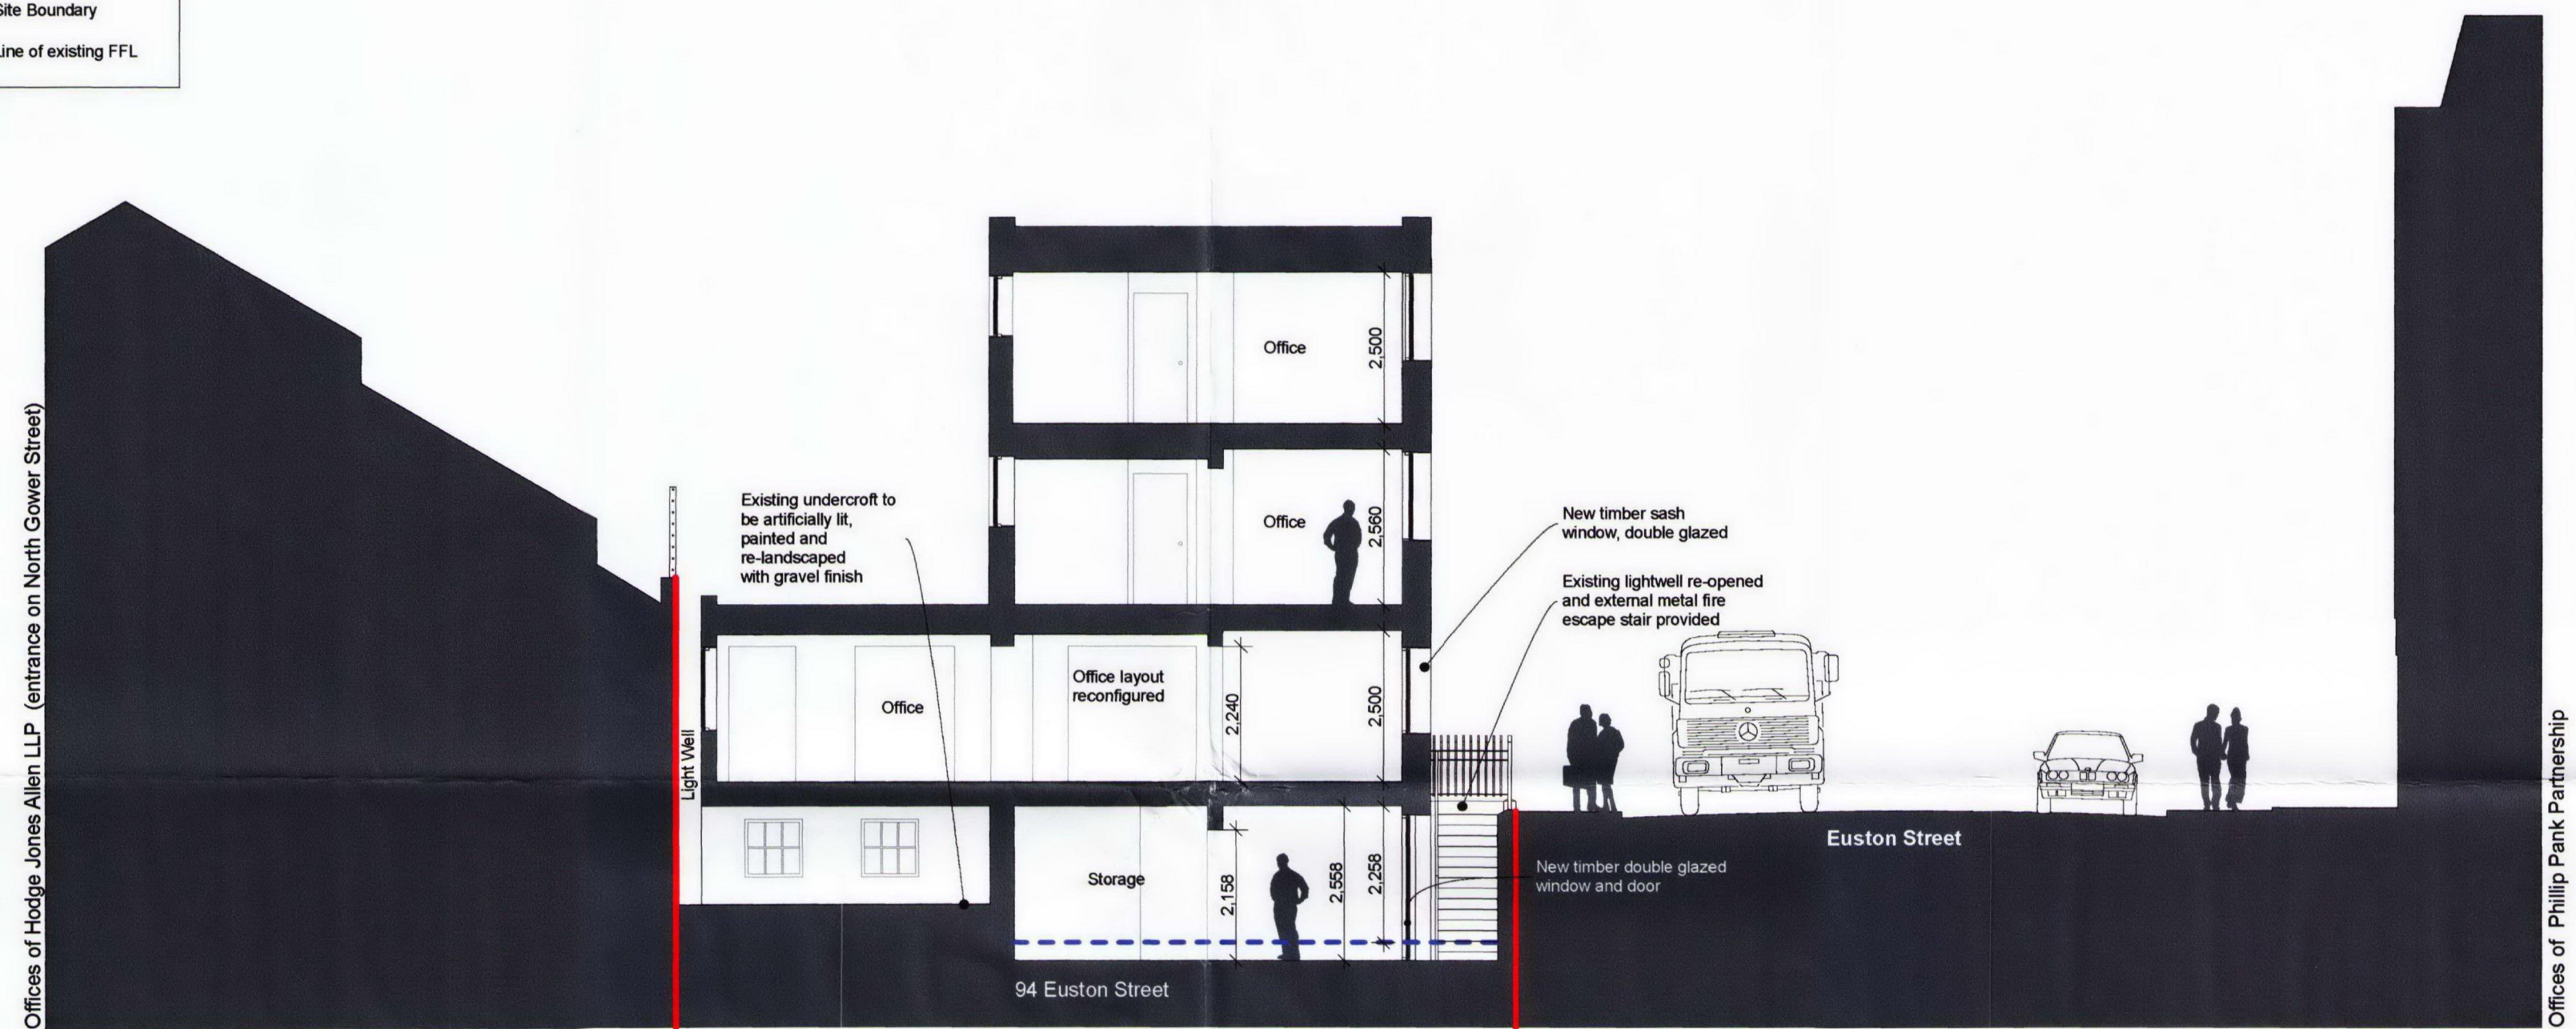 Site Boundary
Line of existing FFL
Offices of Hodge Jones Allen LLP (entrance on North Gower Street)
Existing undercroft to
be artificially lit,
painted and
re-landscaped
with gravel finish
Light Well
Office
2,500
Office
2,560
Office
Office layout
reconfigured
2,240
2,500
Storage
2,158
2,558
2,258
94 Euston Street
New timber sash
window, double glazed
Existing lightwell re-opened
and external metal fire
escape stair provided
New timber double glazed
window and door
Euston Street
Offices of Phillip Pank Partnership